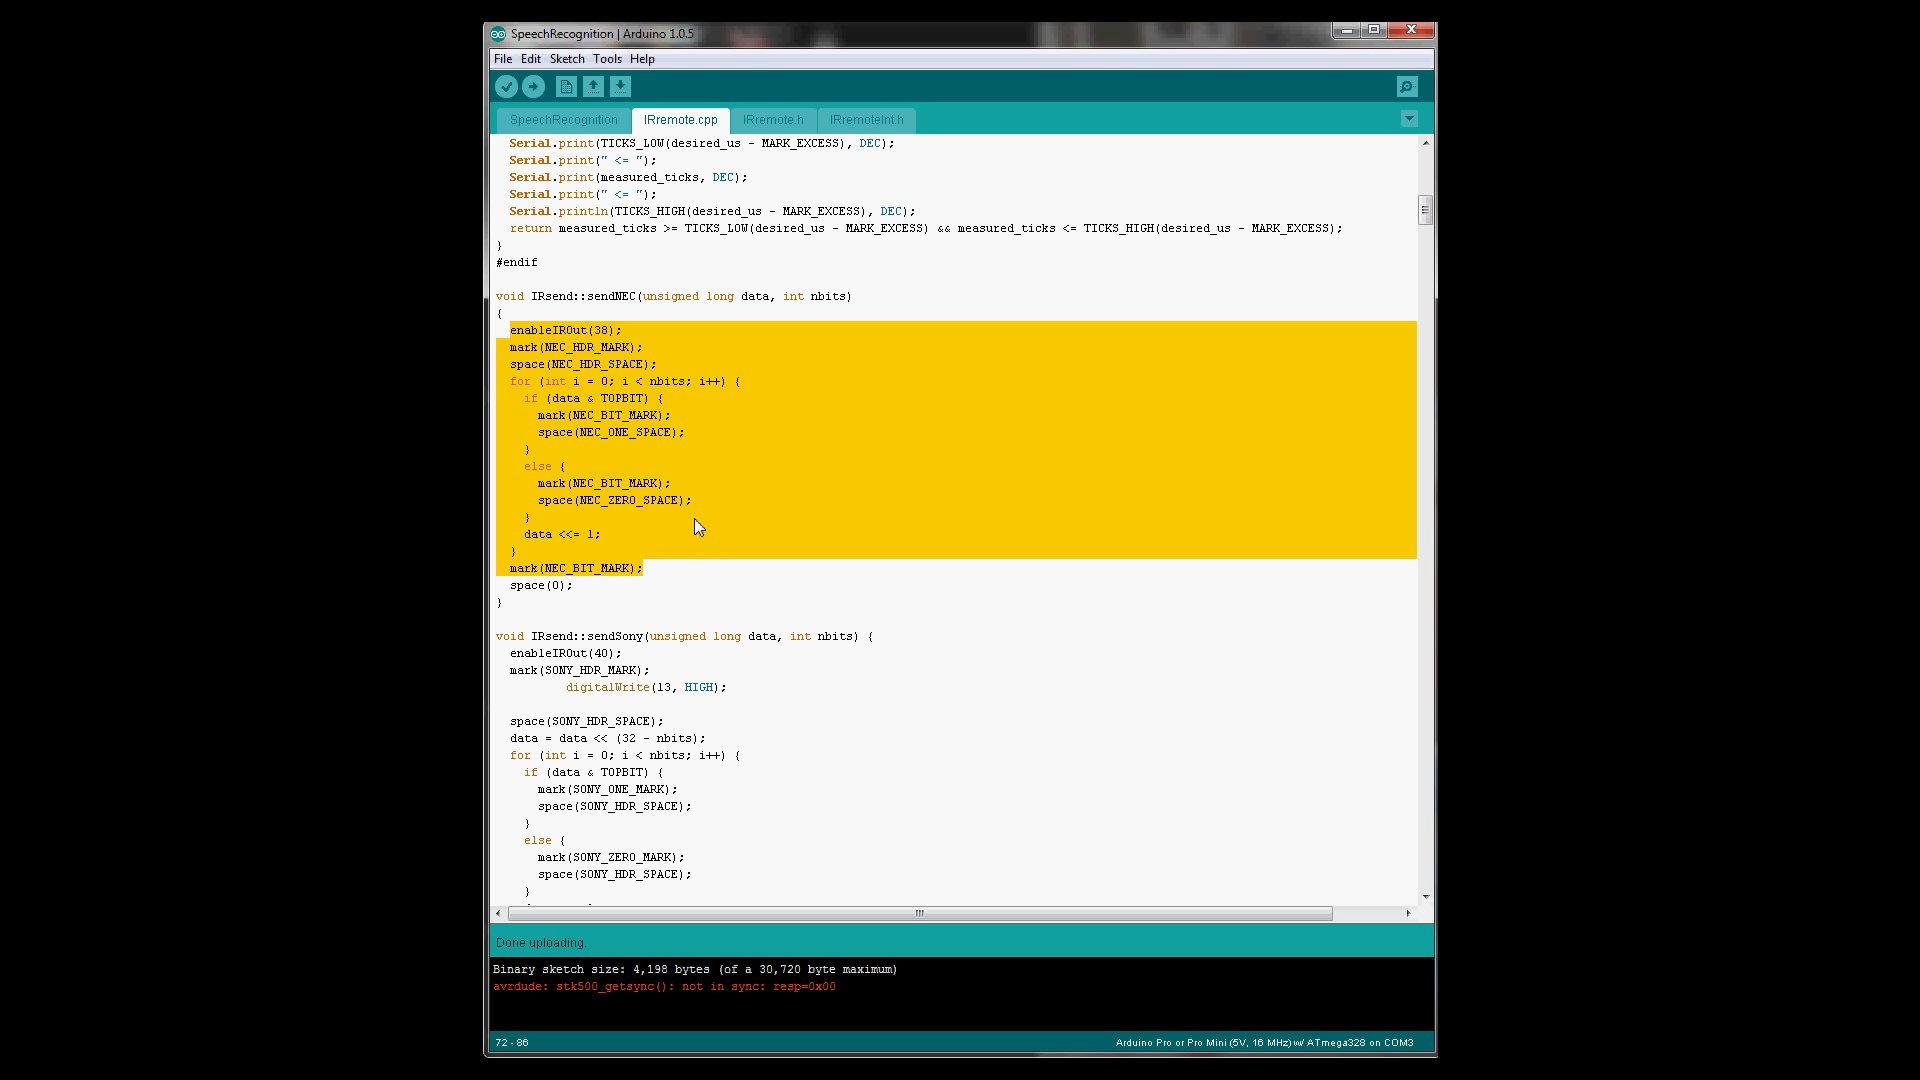 SpeechRecognition | Arduino 1.0.5
File Edit Sketch Tools Help
SpeechRecognition IRremote.cpp IRremote.h IRremoteInt.h
Serial.print(TICKS_LOW(desired_us - MARK_EXCESS), DEC);
Serial.print(" <= ");
Serial.print(measured_ticks, DEC);
Serial.print(" <= ");
Serial.println(TICKS_HIGH(desired_us - MARK_EXCESS), DEC);
return measured_ticks >= TICKS_LOW(desired_us - MARK_EXCESS) && measured_ticks <= TICKS_HIGH(desired_us - MARK_EXCESS);
}
#endif
void IRsend::sendNEC(unsigned long data, int nbits)
{
enableIROut(38);
mark(NEC_HDR_MARK);
space(NEC_HDR_SPACE);
for (int i = 0; i < nbits; i++) {
if (data & TOPBIT) {
mark(NEC_BIT_MARK);
space(NEC_ONE_SPACE);
}
else {
mark(NEC_BIT_MARK);
space(NEC_ZERO_SPACE);
}
data <<= 1;
}
mark(NEC_BIT_MARK);
space(0);
}
void IRsend::sendSony(unsigned long data, int nbits) {
enableIROut(40);
mark(SONY_HDR_MARK);
digitalWrite(13, HIGH);
space(SONY_HDR_SPACE);
data = data << (32 - nbits);
for (int i = 0; i < nbits; i++) {
if (data & TOPBIT) {
mark(SONY_ONE_MARK);
space(SONY_HDR_SPACE);
}
else {
mark(SONY_ZERO_MARK);
space(SONY_HDR_SPACE);
}
Done uploading.
Binary sketch size: 4,198 bytes (of a 30,720 byte maximum)
avrdude: stk500_getsync(): not in sync: resp=0x00
72 - 86 Arduino Pro or Pro Mini (5V, 16 MHz) w/ ATmega328 on COM3